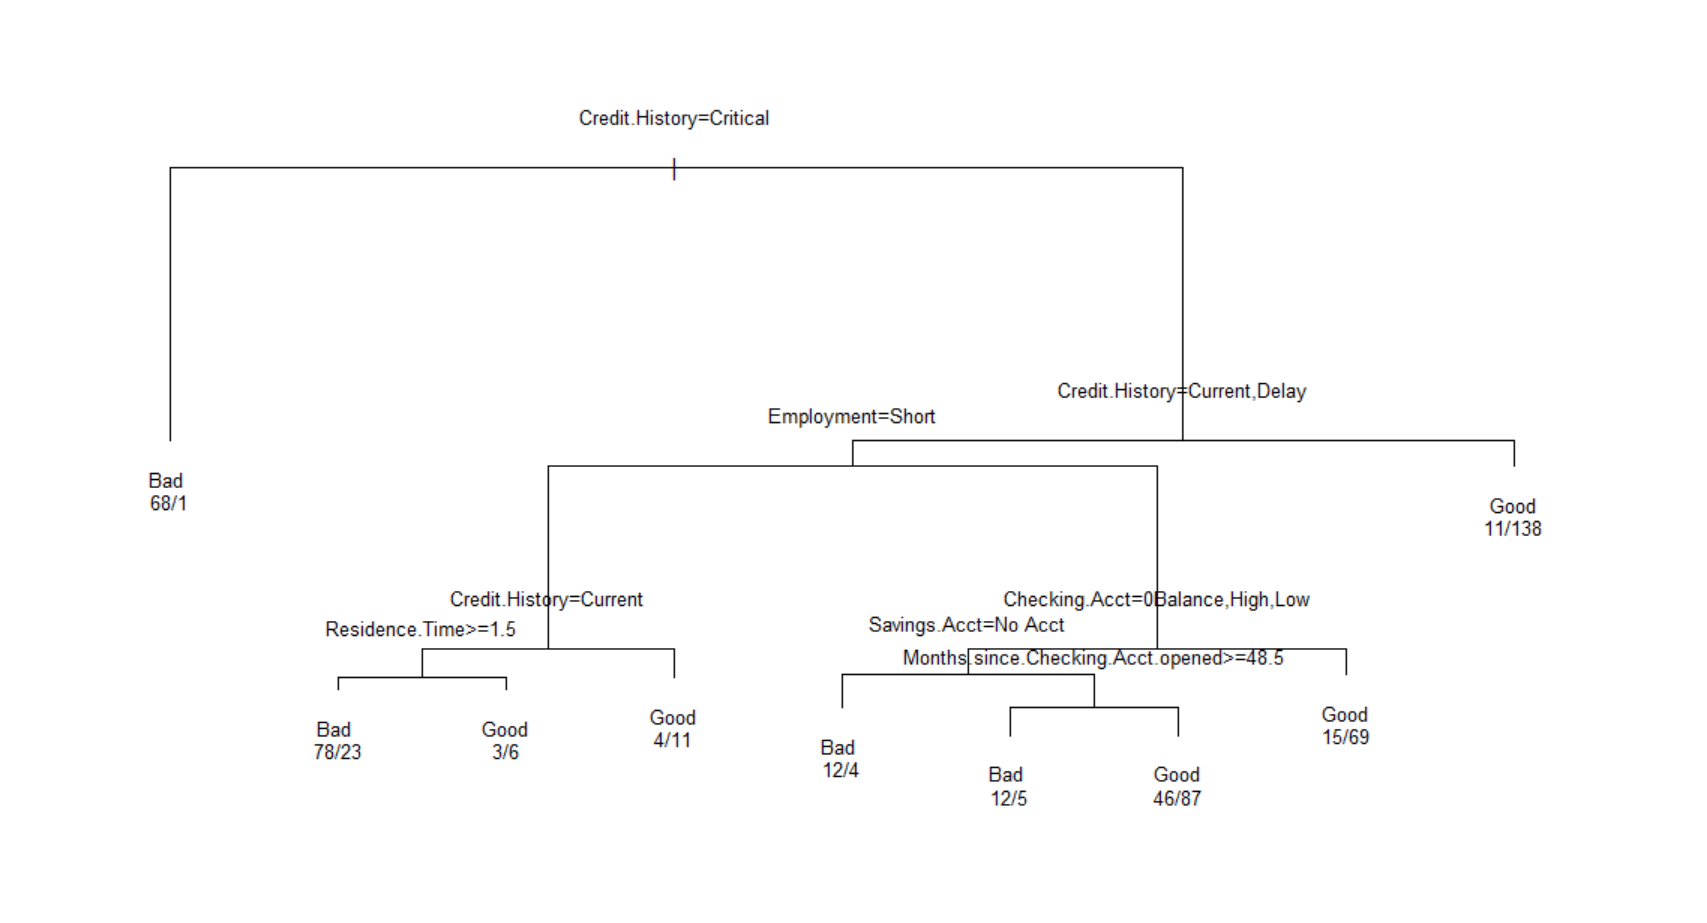 Credit.History=Critical
Credit.History=Current,Delay
Employment=Short
Bad
68/1
Good
11/138
Credit.History=Current
Checking.Acct=0Balance,High,Low
Residence.Time>=1.5
Savings.Acct=No Acct
Months.since.Checking.Acct.opened>=48.5
Bad
78/23
Good
3/6
Good
4/11
Bad
12/4
Bad
12/5
Good
46/87
Good
15/69